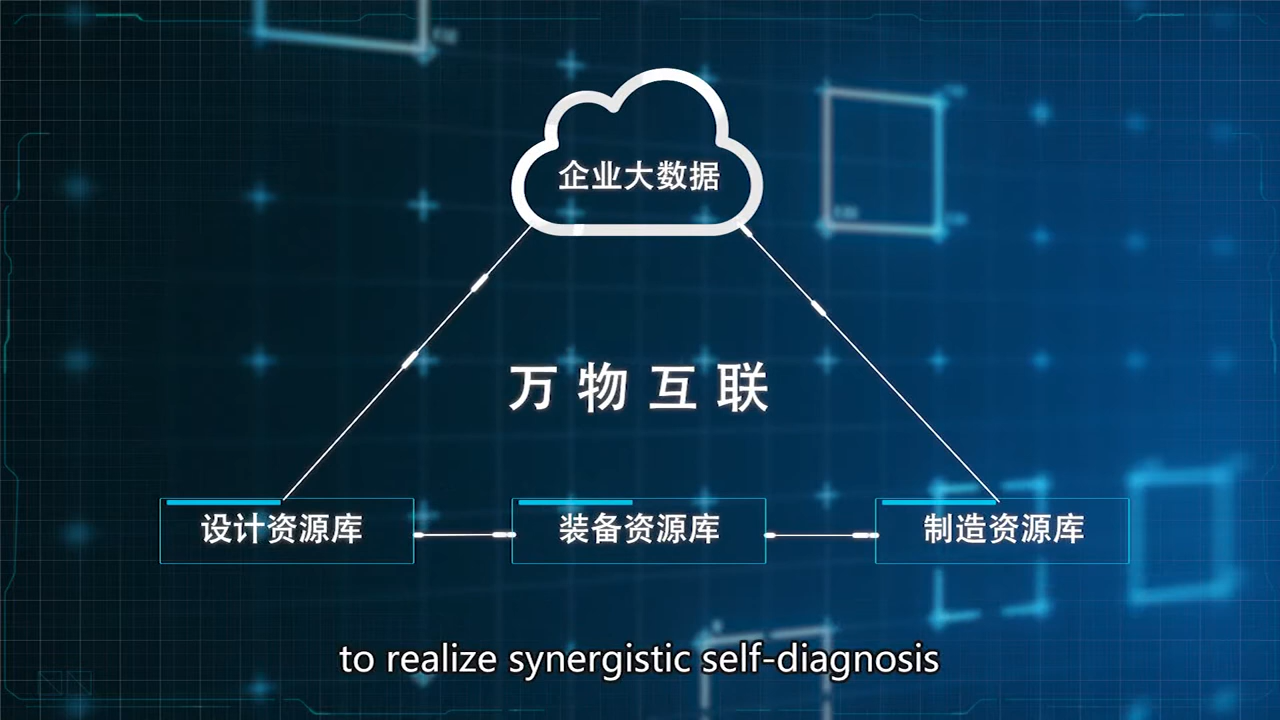 企业大数据
万物互联
设计资源库
装备资源库
制造资源库
to realize synergistic self-diagnosis